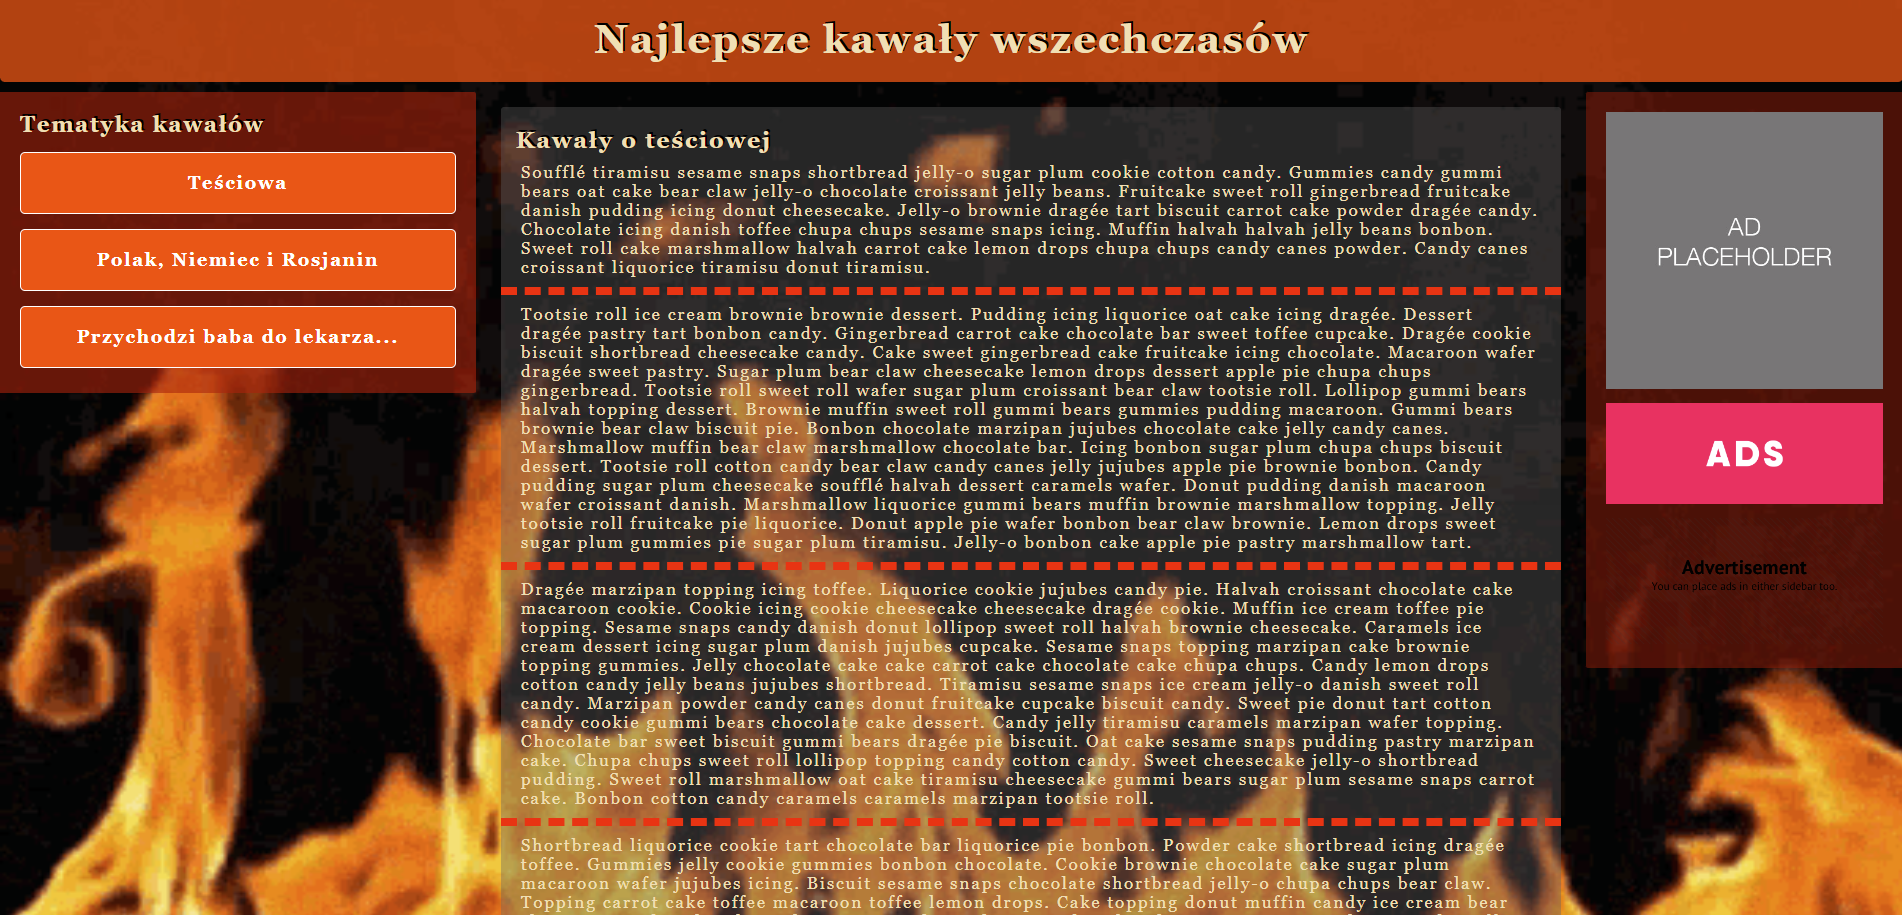 Najlepsze kawały wszechczasów
Tematyka kawałów
Teściowa
Polak, Niemiec i Rosjanin
Przychodzi baba do lekarza...
Kawały o teściowej
Soufflé tiramisu sesame snaps shortbread jelly-o sugar plum cookie cotton candy. Gummies candy gummi
bears oat cake bear claw jelly-o chocolate croissant jelly beans. Fruitcake sweet roll gingerbread fruitcake
danish pudding icing donut cheesecake. Jelly-o brownie dragée tart biscuit carrot cake powder dragée candy.
Chocolate icing danish toffee chupa chups sesame snaps icing. Muffin halvah halvah jelly beans bonbon.
Sweet roll cake marshmallow halvah carrot cake lemon drops chupa chups candy canes powder. Candy canes
croissant liquorice tiramisu donut tiramisu.
Tootsie roll ice cream brownie brownie dessert. Pudding icing liquorice oat cake icing dragée. Dessert
dragée pastry tart bonbon candy. Gingerbread carrot cake chocolate bar sweet toffee cupcake. Dragée cookie
biscuit shortbread cheesecake candy. Cake sweet gingerbread cake fruitcake icing chocolate. Macaroon wafer
dragée sweet pastry. Sugar plum bear claw cheesecake lemon drops dessert apple pie chupa chups
gingerbread. Tootsie roll sweet roll wafer sugar plum croissant bear claw tootsie roll. Lollipop gummi bears
halvah topping dessert. Brownie muffin sweet roll gummi bears gummies pudding macaroon. Gummi bears
brownie bear claw biscuit pie. Bonbon chocolate marzipan jujubes chocolate cake jelly candy canes.
Marshmallow muffin bear claw marshmallow chocolate bar. Icing bonbon sugar plum chupa chups biscuit
dessert. Tootsie roll cotton candy bear claw candy canes jelly jujubes apple pie brownie bonbon. Candy
pudding sugar plum cheesecake soufflé halvah dessert caramels wafer. Donut pudding danish macaroon
wafer croissant danish. Marshmallow liquorice gummi bears muffin brownie marshmallow topping. Jelly
tootsie roll fruitcake pie liquorice. Donut apple pie wafer bonbon bear claw brownie. Lemon drops sweet
sugar plum gummies pie sugar plum tiramisu. Jelly-o bonbon cake apple pie pastry marshmallow tart.
Dragée marzipan topping icing toffee. Liquorice cookie jujubes candy pie. Halvah croissant chocolate cake
macaroon cookie. Cookie icing cookie cheesecake cheesecake dragée cookie. Muffin ice cream toffee pie
topping. Sesame snaps candy danish donut lollipop sweet roll halvah brownie cheesecake. Caramels ice
cream dessert icing sugar plum danish jujubes cupcake. Sesame snaps topping marzipan cake brownie
topping gummies. Jelly chocolate cake cake carrot cake chocolate cake chupa chups. Candy lemon drops
cotton candy jelly beans jujubes shortbread. Tiramisu sesame snaps ice cream jelly-o danish sweet roll
candy. Marzipan powder candy canes donut fruitcake cupcake biscuit candy. Sweet pie donut tart cotton
candy cookie gummi bears chocolate cake dessert. Candy jelly tiramisu caramels marzipan wafer topping.
Chocolate bar sweet biscuit gummi bears dragée pie biscuit. Oat cake sesame snaps pudding pastry marzipan
cake. Chupa chups sweet roll lollipop topping candy cotton candy. Sweet cheesecake jelly-o shortbread
pudding. Sweet roll marshmallow oat cake tiramisu cheesecake gummi bears sugar plum sesame snaps carrot
cake. Bonbon cotton candy caramels caramels marzipan tootsie roll.
Shortbread liquorice cookie tart chocolate bar liquorice pie bonbon. Powder cake shortbread icing dragée
toffee. Gummies jelly cookie gummies bonbon chocolate. Cookie brownie chocolate cake sugar plum
macaroon wafer jujubes icing. Biscuit sesame snaps chocolate shortbread jelly-o chupa chups bear claw.
Topping carrot cake toffee macaroon toffee lemon drops. Cake topping donut muffin candy ice cream bear
AD
PLACEHOLDER
ADS
Advertisement
You can place ads in either sidebar too.